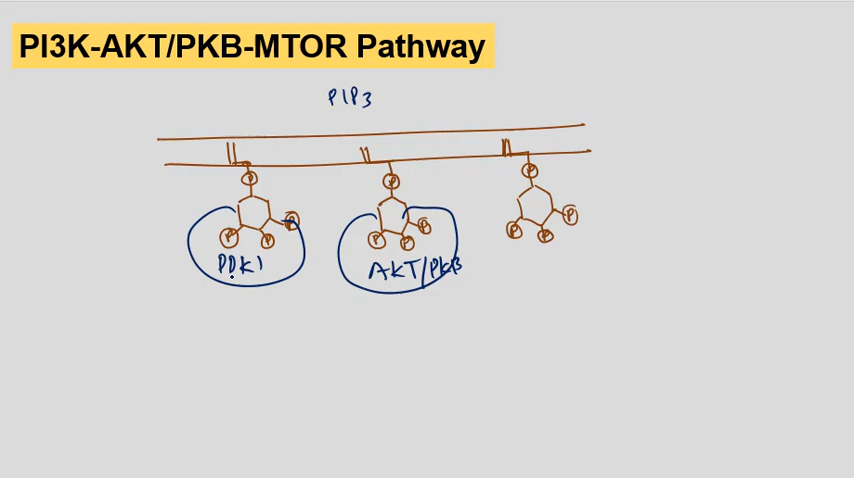 PI3K-AKT/PKB-MTOR Pathway
PIP3
P P P
P P P P P P P P P
PDK1 AKT/PKB